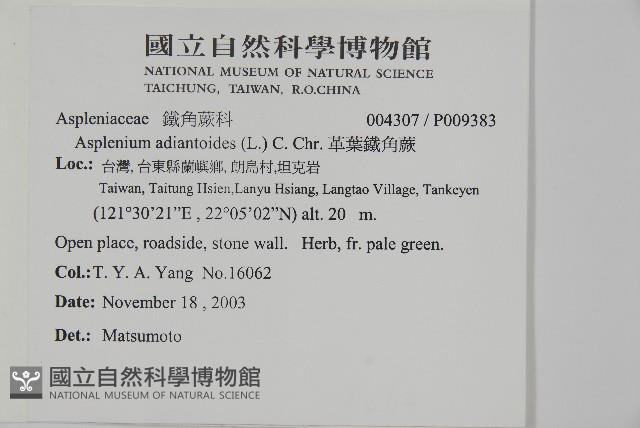 國立自然科學博物館
NATIONAL MUSEUM OF NATURAL SCIENCE
TAICHUNG, TAIWAN, R.O.CHINA
Aspleniaceae 鐵角蕨科 004307 / P009383
Asplenium adiantoides (L.) C. Chr. 革葉鐵角蕨
Loc.: 台灣, 台東縣蘭嶼鄉, 朗島村,坦克岩
Taiwan, Taitung Hsien,Lanyu Hsiang, Langtao Village, Tankeyen
(121°30'21"E , 22°05'02"N) alt. 20 m.
Open place, roadside, stone wall. Herb, fr. pale green.
Col.:T. Y. A. Yang No.16062
Date: November 18 , 2003
Det.: Matsumoto
國立自然科學博物館
NATIONAL MUSEUM OF NATURAL SCIENCE